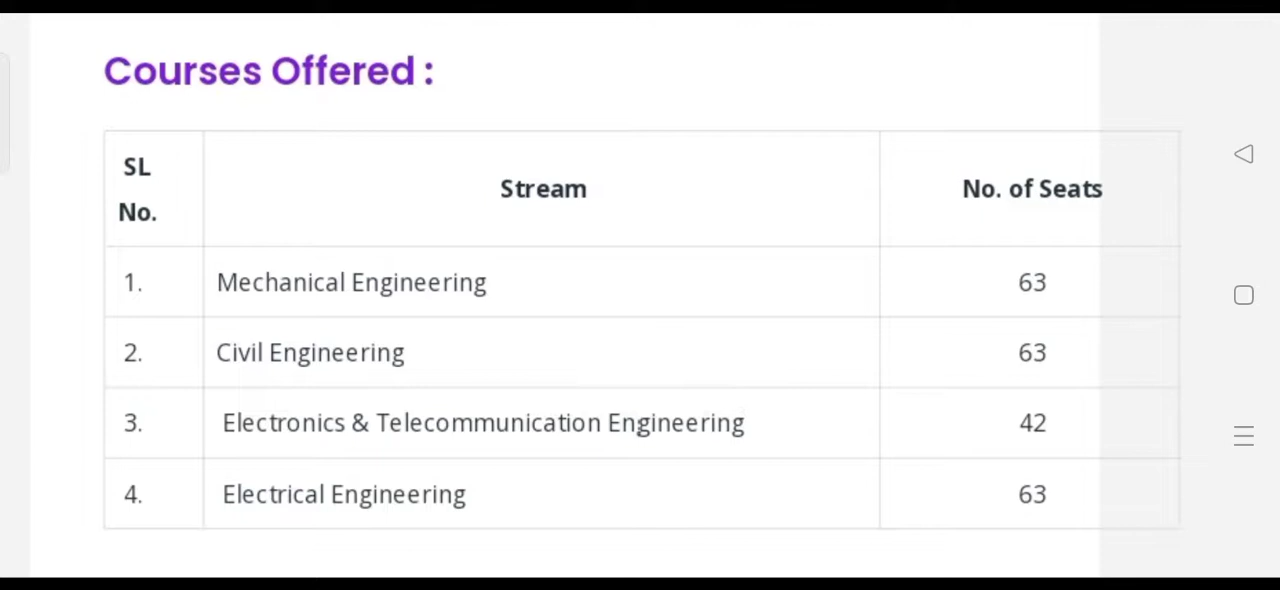 Courses Offered :
SL No. Stream No. of Seats
1. Mechanical Engineering 63
2. Civil Engineering 63
3. Electronics & Telecommunication Engineering 42
4. Electrical Engineering 63